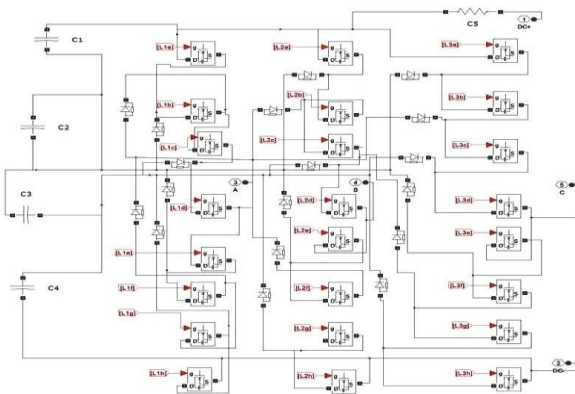 C1
C2
C3
C4
C5
1
DC+
[L1a]
g
D
S
[L2a]
g
D
S
[L3a]
g
D
S
[L1b]
g
D
S
[L2b]
g
D
S
[L3b]
g
D
S
[L1c]
g
D
S
[L2c]
g
D
S
[L3c]
g
D
S
3
A
4
B
5
C
[L1d]
g
D
S
[L2d]
g
D
S
[L3d]
g
D
S
[L1e]
g
D
S
[L2e]
g
D
S
[L3e]
g
D
S
[L1f]
g
D
S
[L2f]
g
D
S
[L3f]
g
D
S
[L1g]
g
D
S
[L2g]
g
D
S
[L3g]
g
D
S
[L1h]
g
D
S
[L2h]
g
D
S
[L3h]
g
D
S
2
DC-